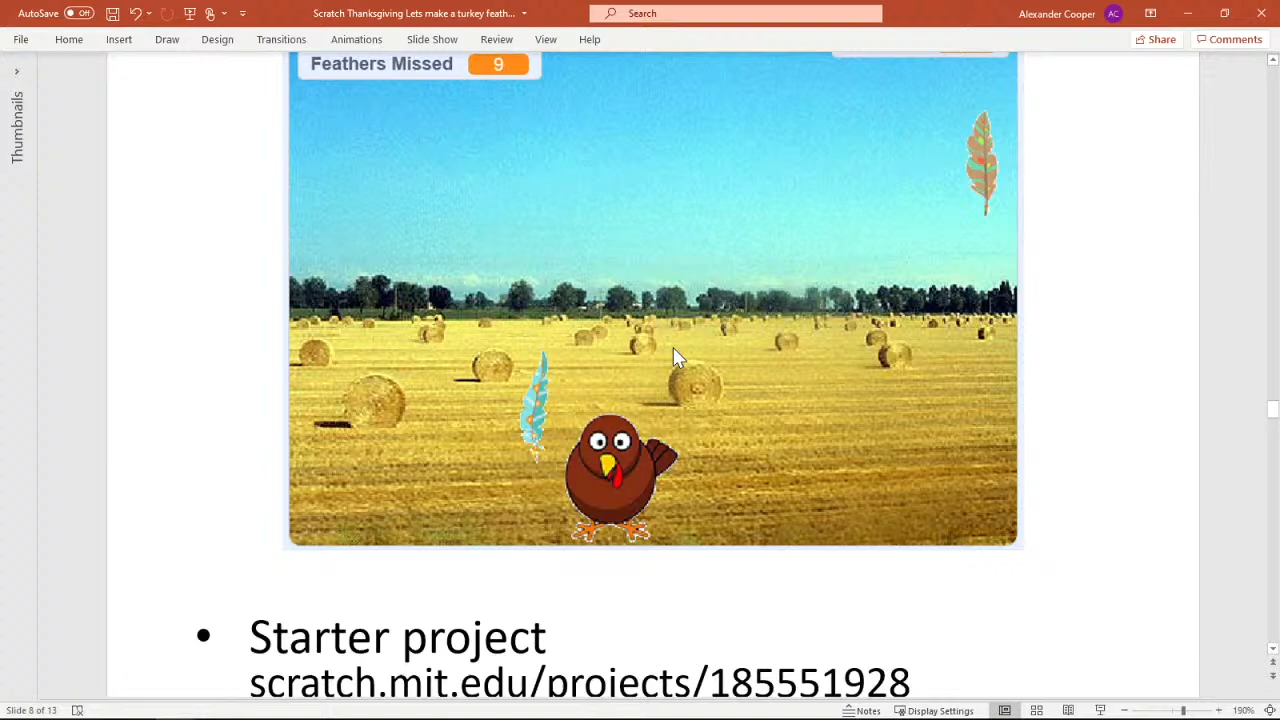 AutoSave Off Scratch Thanksgiving Lets make a turkey feath... Search Alexander Cooper AC
File Home Insert Draw Design Transitions Animations Slide Show Review View Help Share Comments
Thumbnails
Feathers Missed 9
• Starter project
scratch.mit.edu/projects/185551928
Slide 8 of 13 Notes Display Settings 190%